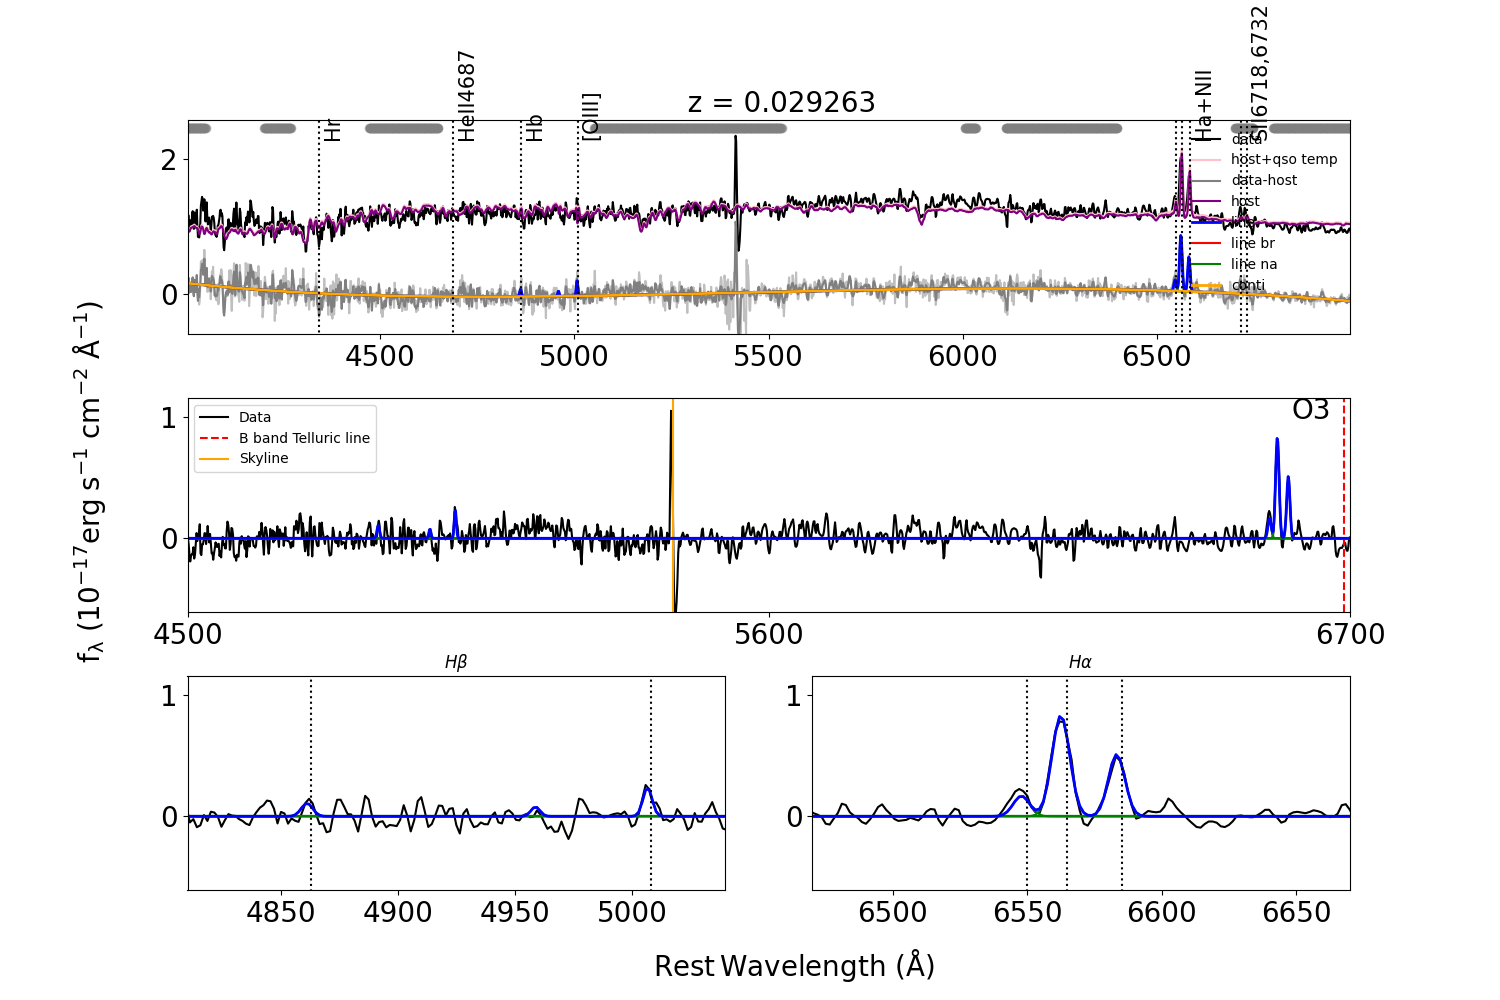 z = 0.029263
Hr
HeII4687
Hb
[OIII]
Ha+NII
SII6718,6732
data
host+qso temp
data-host
host
line br
line na
conti
2
0
4500 5000 5500 6000 6500
fλ (10⁻¹⁷erg s⁻¹ cm⁻² Å⁻¹)
Data
B band Telluric line
Skyline
O3
1
0
4500 5600 6700
Hβ
1
0
4850 4900 4950 5000
Hα
1
0
6500 6550 6600 6650
Rest Wavelength (Å)